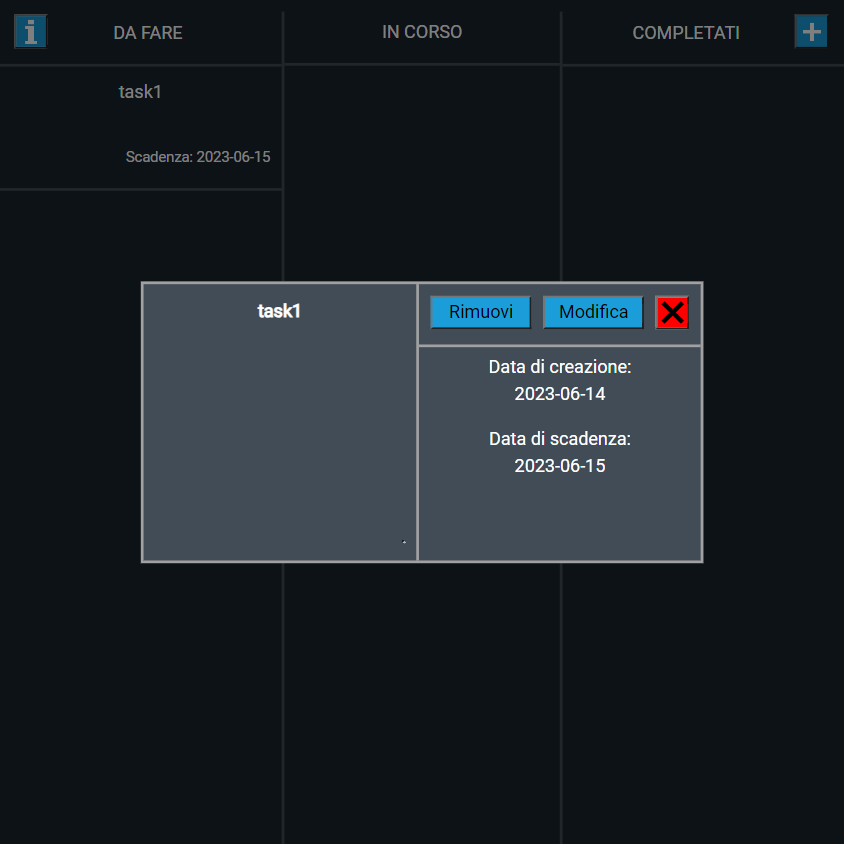 DA FARE
IN CORSO
COMPLETATI
task1
Scadenza: 2023-06-15
task1
Rimuovi
Modifica
Data di creazione:
2023-06-14
Data di scadenza:
2023-06-15